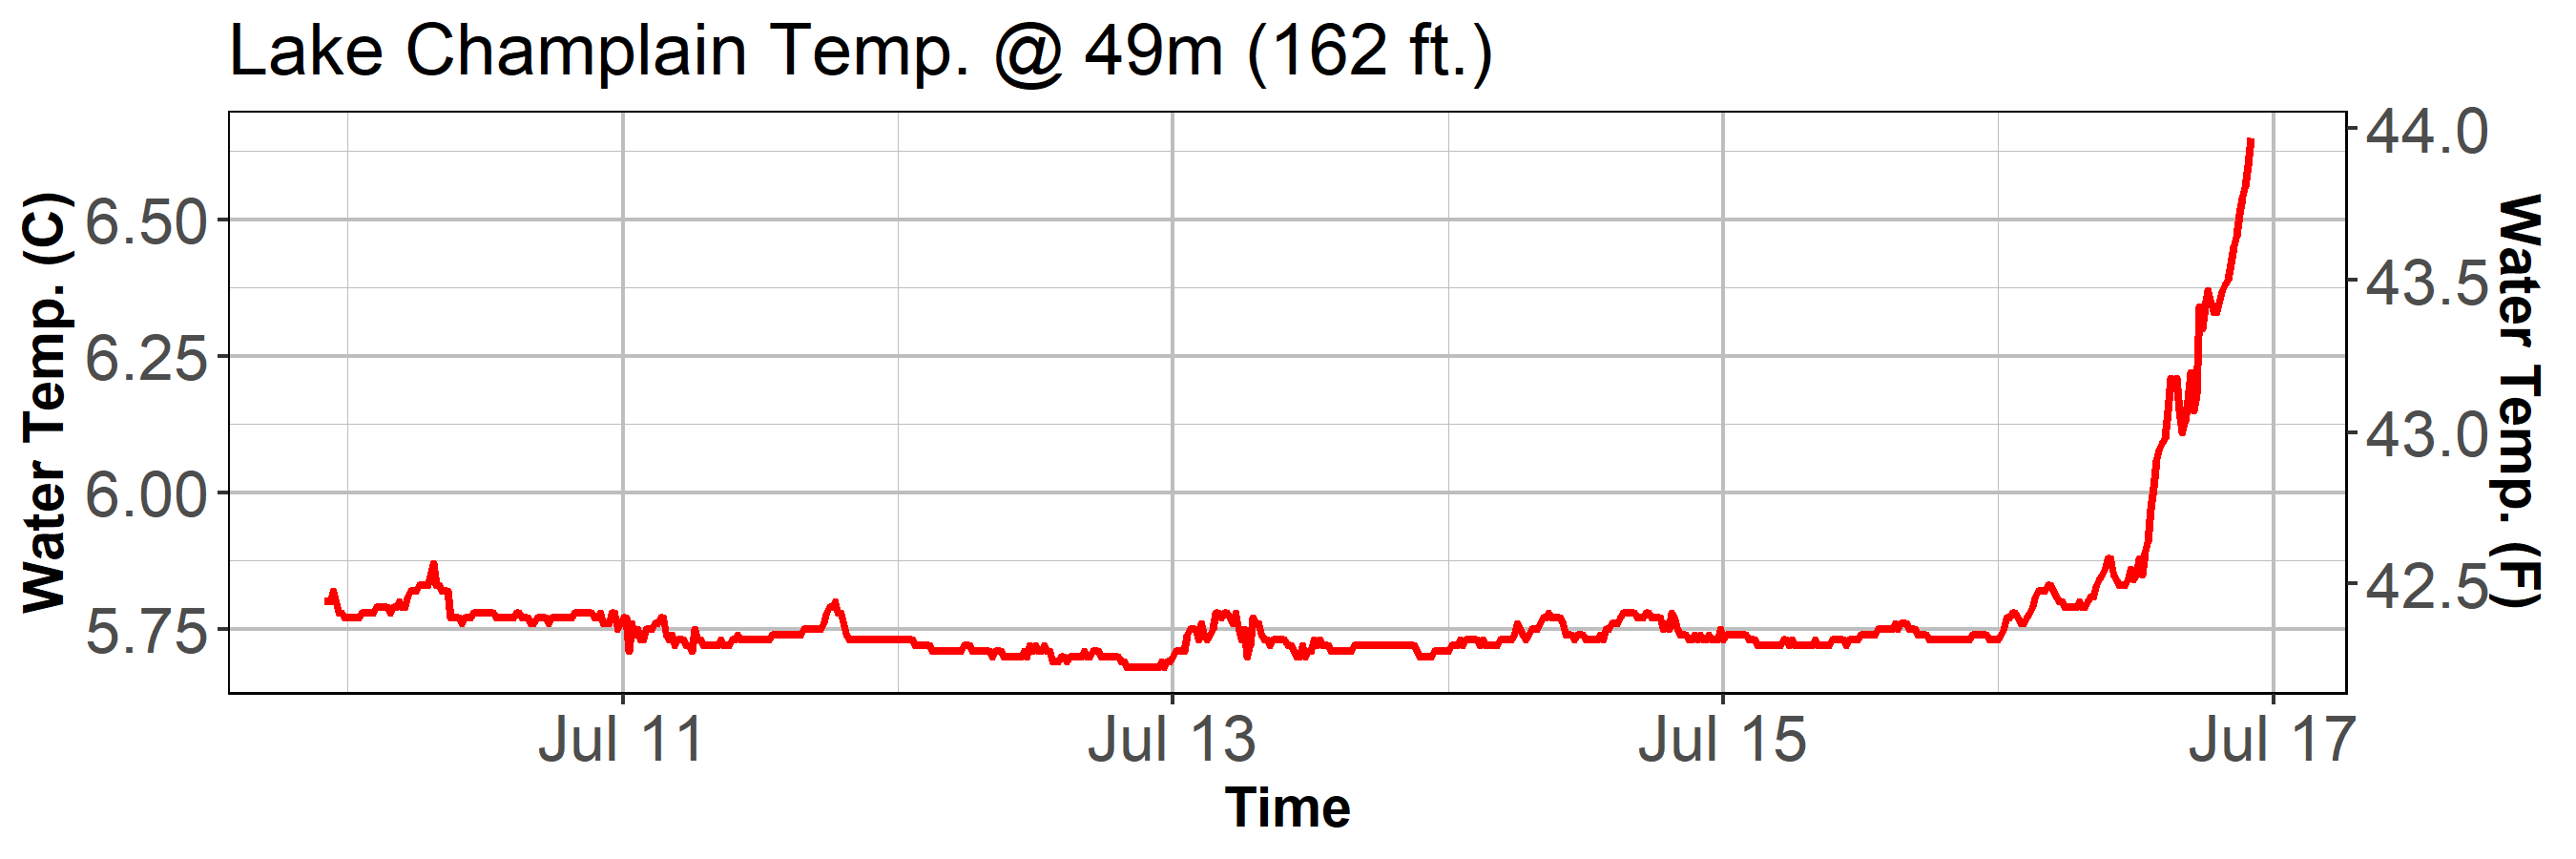 Lake Champlain Temp. @ 49m (162 ft.)
Water Temp. (C)
6.50
6.25
6.00
5.75
44.0
43.5
43.0
42.5
Water Temp. (F)
Jul 11
Jul 13
Jul 15
Jul 17
Time